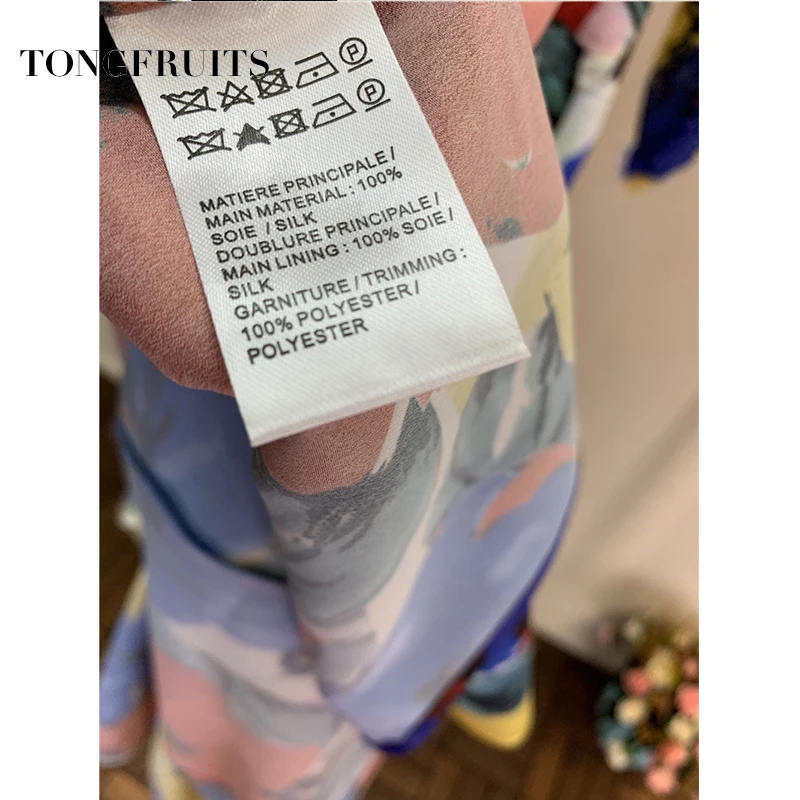 TONGFRUITS
P
P
MATIERE PRINCIPALE /
MAIN MATERIAL : 100%
SOIE / SILK
DOUBLURE PRINCIPALE /
MAIN LINING : 100% SOIE /
SILK
GARNITURE / TRIMMING :
100% POLYESTER /
POLYESTER